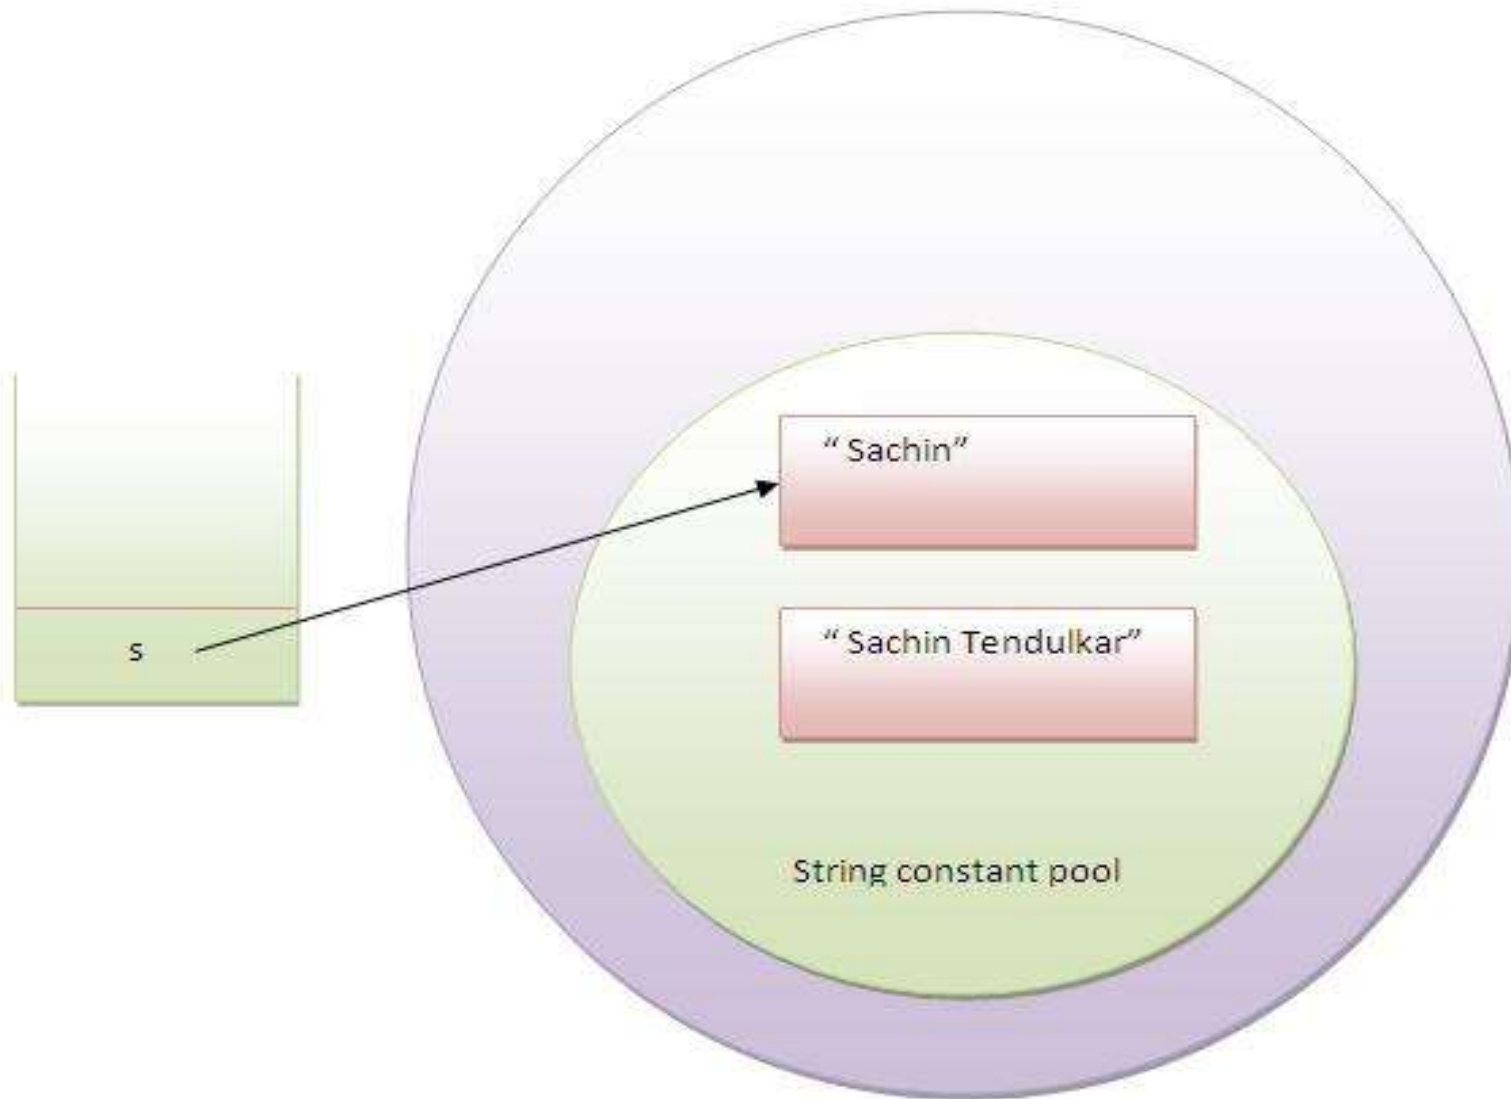 “ Sachin”
s
“ Sachin Tendulkar”
String constant pool